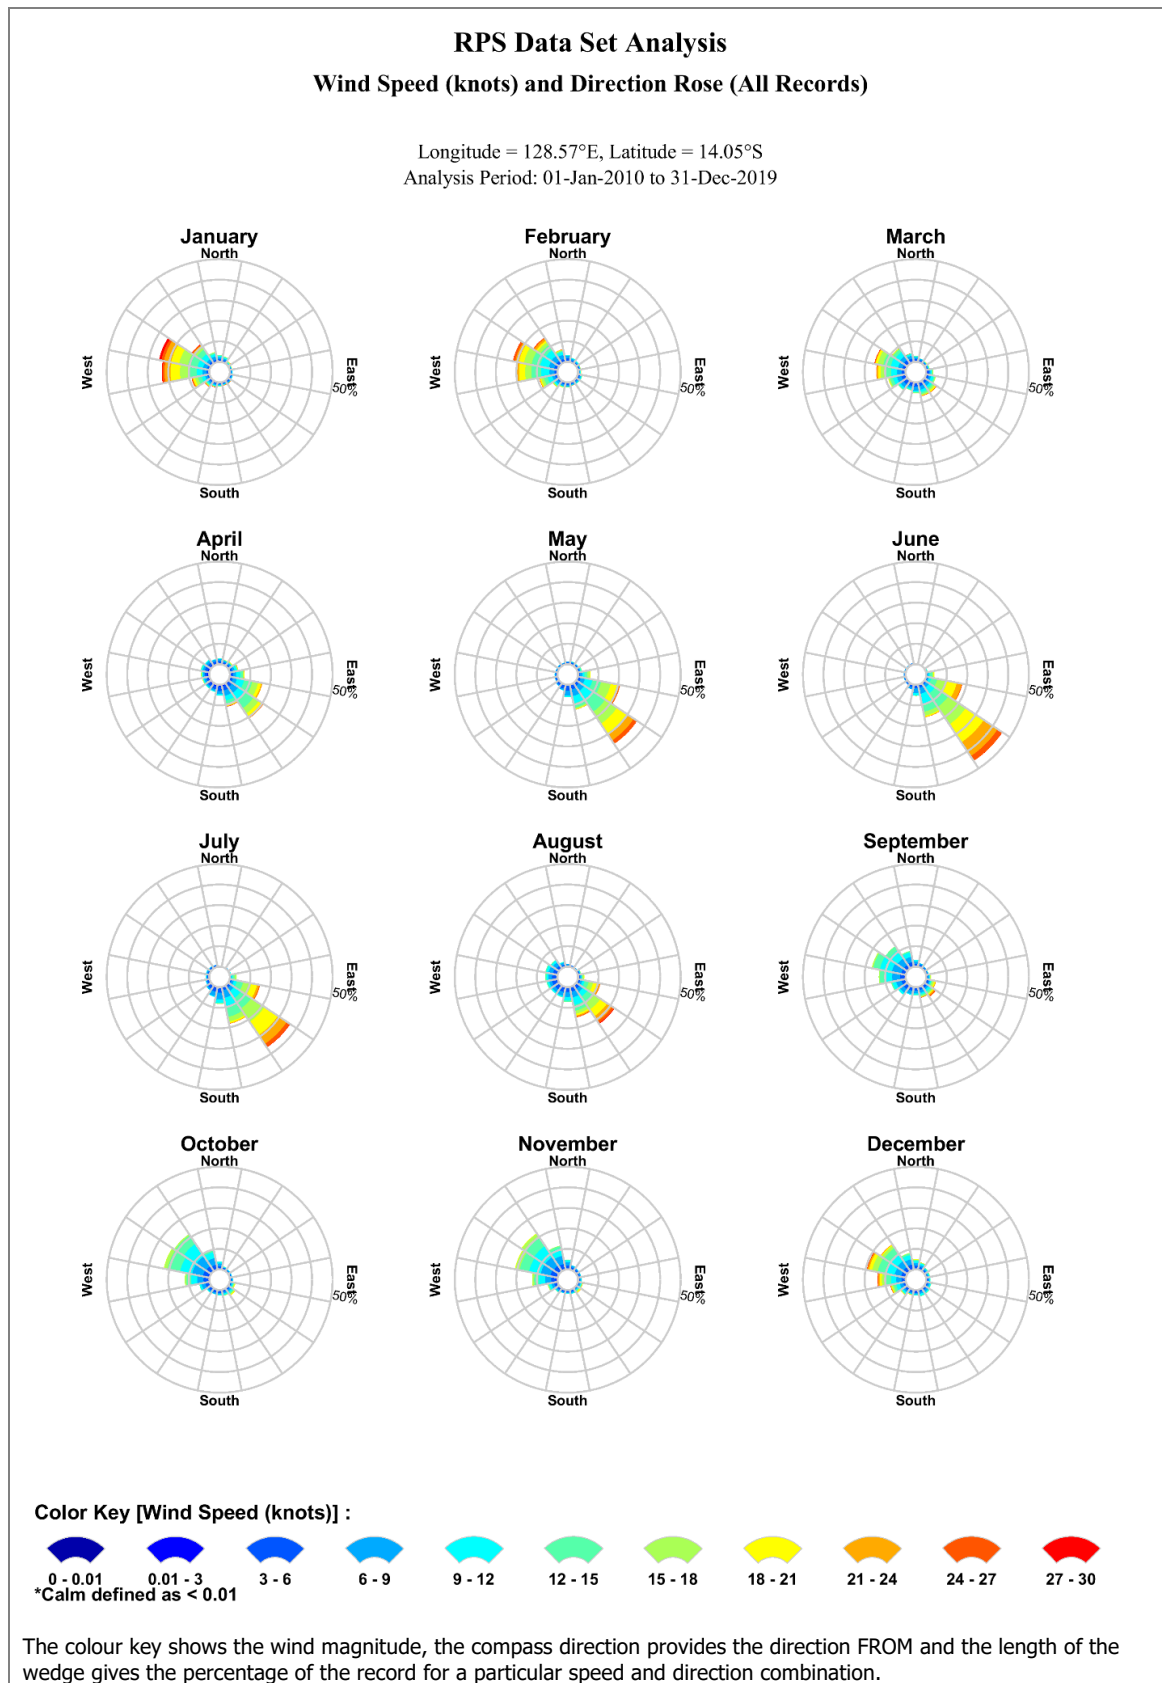 RPS Data Set Analysis
Wind Speed (knots) and Direction Rose (All Records)
Longitude = 128.57°E, Latitude = 14.05°S
Analysis Period: 01-Jan-2010 to 31-Dec-2019
January
North
West
East
50%
South
February
North
West
East
50%
South
March
North
West
East
50%
South
April
North
West
East
50%
South
May
North
West
East
50%
South
June
North
West
East
50%
South
July
North
West
East
50%
South
August
North
West
East
50%
South
September
North
West
East
50%
South
October
North
West
East
50%
South
November
North
West
East
50%
South
December
North
West
East
50%
South
Color Key [Wind Speed (knots)] :
0 - 0.01 0.01 - 3 3 - 6 6 - 9 9 - 12 12 - 15 15 - 18 18 - 21 21 - 24 24 - 27 27 - 30
*Calm defined as < 0.01
The colour key shows the wind magnitude, the compass direction provides the direction FROM and the length of the
wedge gives the percentage of the record for a particular speed and direction combination.